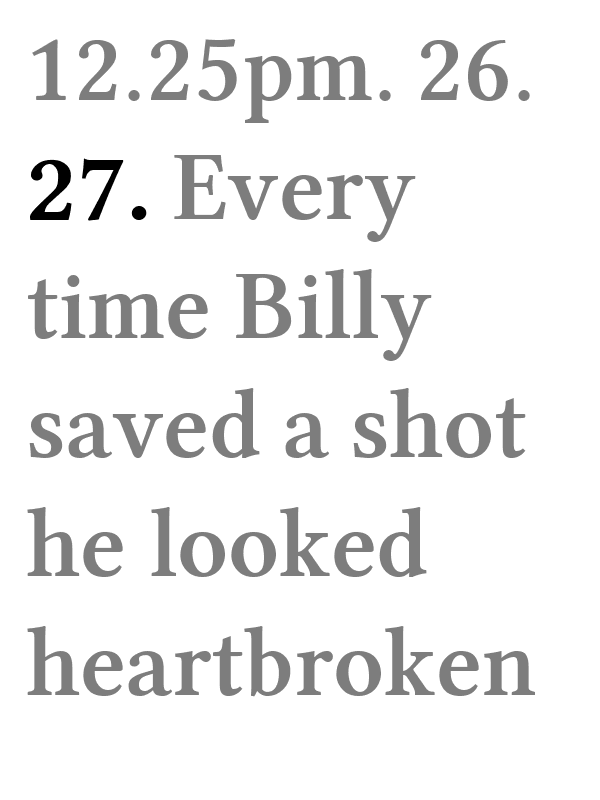 12.25pm. 26.
27. Every
time Billy
saved a shot
he looked
heartbroken